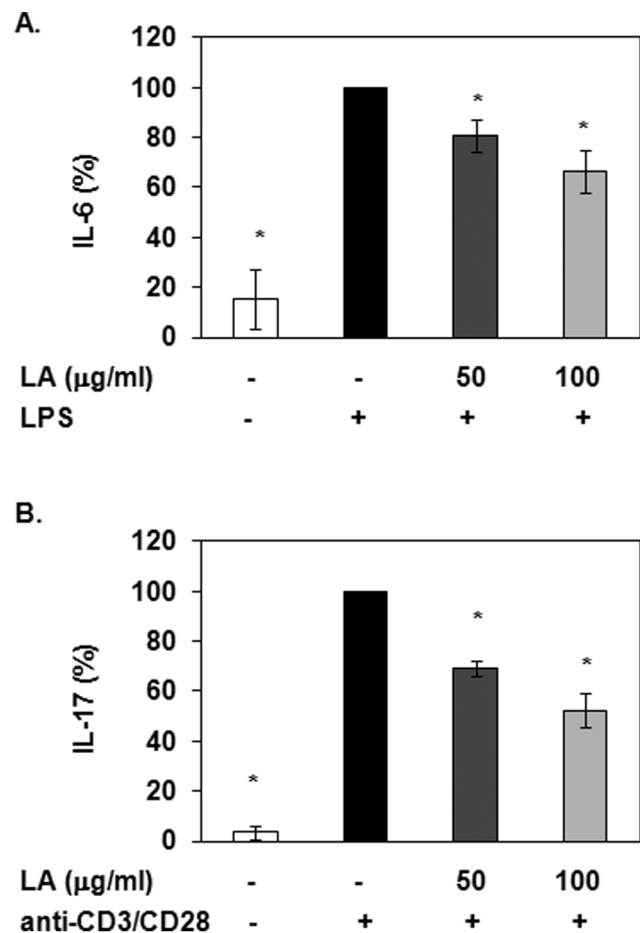 A.
120
100
80
60
40
20
0
IL-6 (%)
*
*
*
LA (μg/ml) - - 50 100
LPS - + + +
B.
120
100
80
60
40
20
0
IL-17 (%)
*
*
*
LA (μg/ml) - - 50 100
anti-CD3/CD28 - + + +